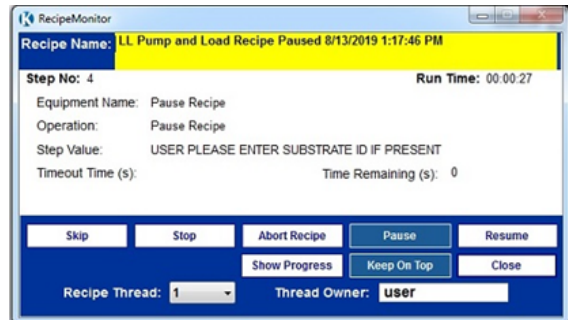 RecipeMonitor
Recipe Name: LL Pump and Load Recipe Paused 8/13/2019 1:17:46 PM
Step No: 4 Run Time: 00:00:27
Equipment Name: Pause Recipe
Operation: Pause Recipe
Step Value: USER PLEASE ENTER SUBSTRATE ID IF PRESENT
Timeout Time (s): Time Remaining (s): 0
Skip Stop Abort Recipe Pause Resume
Show Progress Keep On Top Close
Recipe Thread: 1 Thread Owner: user